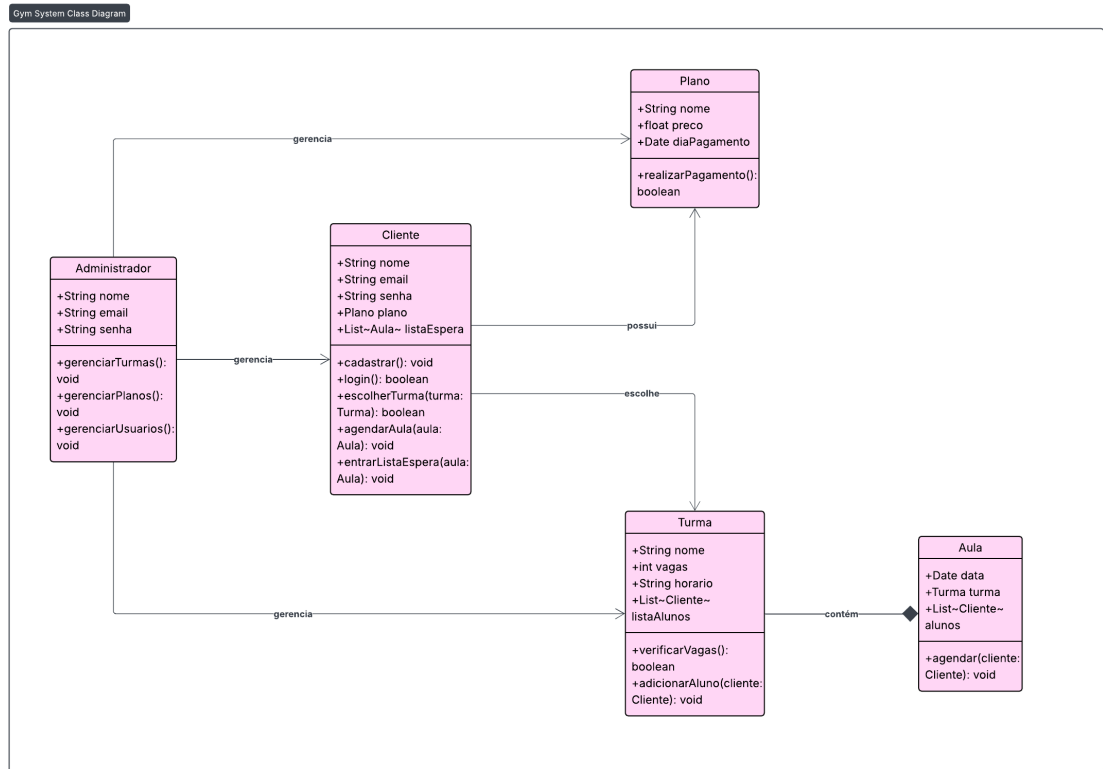 Gym System Class Diagram
Plano
+String nome
+float preco
+Date diaPagamento
+realizarPagamento():
boolean
gerencia
Cliente
+String nome
+String email
+String senha
+Plano plano
+List~Aula~ listaEspera
+cadastrar(): void
+login(): boolean
+escolherTurma(turma:
Turma): boolean
+agendarAula(aula:
Aula): void
+entrarListaEspera(aula:
Aula): void
Administrador
+String nome
+String email
+String senha
+gerenciarTurmas():
void
+gerenciarPlanos():
void
+gerenciarUsuarios():
void
gerencia
possui
escolhe
Turma
+String nome
+int vagas
+String horario
+List~Cliente~
listaAlunos
+verificarVagas():
boolean
+adicionarAluno(cliente:
Cliente): void
gerencia
contém
Aula
+Date data
+Turma turma
+List~Cliente~
alunos
+agendar(cliente:
Cliente): void